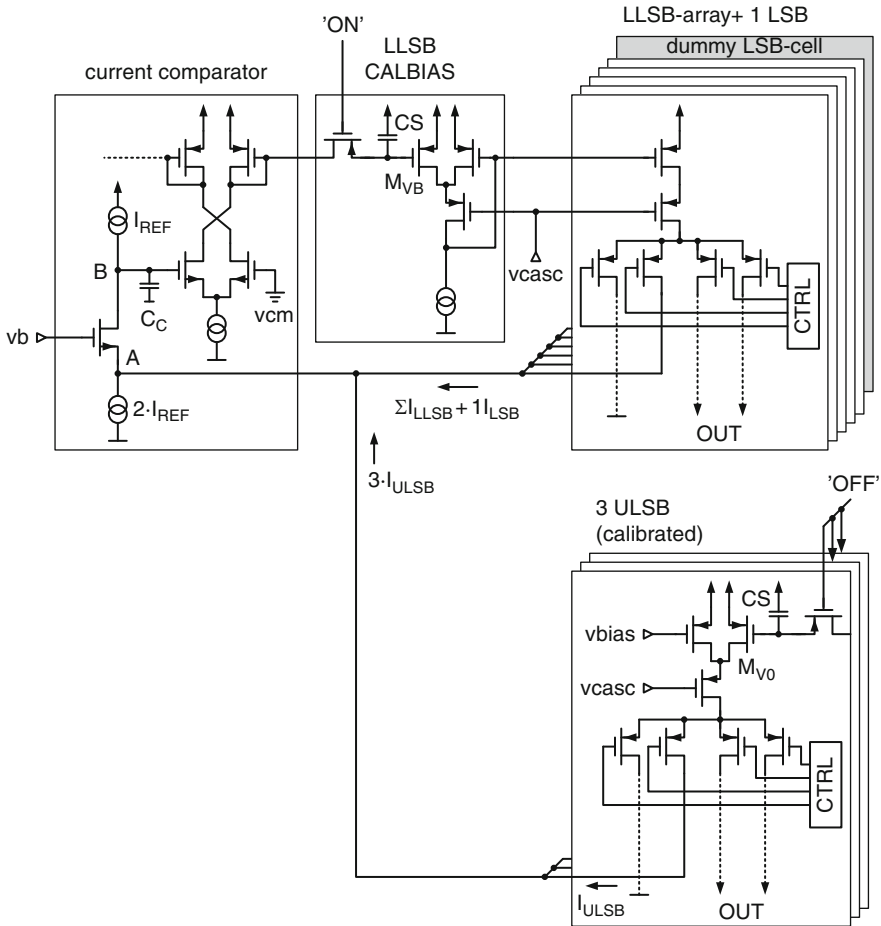 'ON'
LLSB-array+ 1 LSB
LLSB
CALBIAS
dummy LSB-cell
current comparator
CS
M_VB
I_REF
B
C_C
vcm
vcasc
CTRL
vb
A
2·I_REF
ΣI_LLSB + 1I_LSB
OUT
3·I_ULSB
'OFF'
3 ULSB
(calibrated)
CS
vbias
M_V0
vcasc
CTRL
I_ULSB
OUT